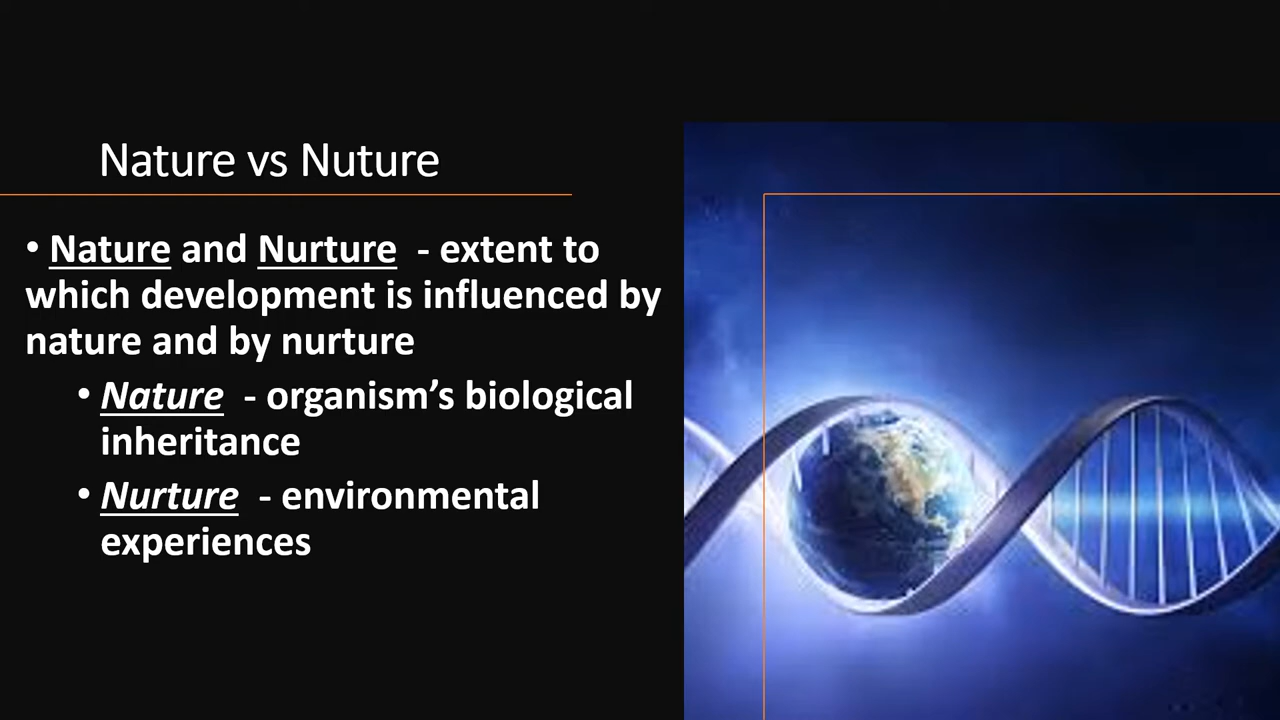 Nature vs Nuture
• Nature and Nurture - extent to
which development is influenced by
nature and by nurture
• Nature - organism’s biological
inheritance
• Nurture - environmental
experiences